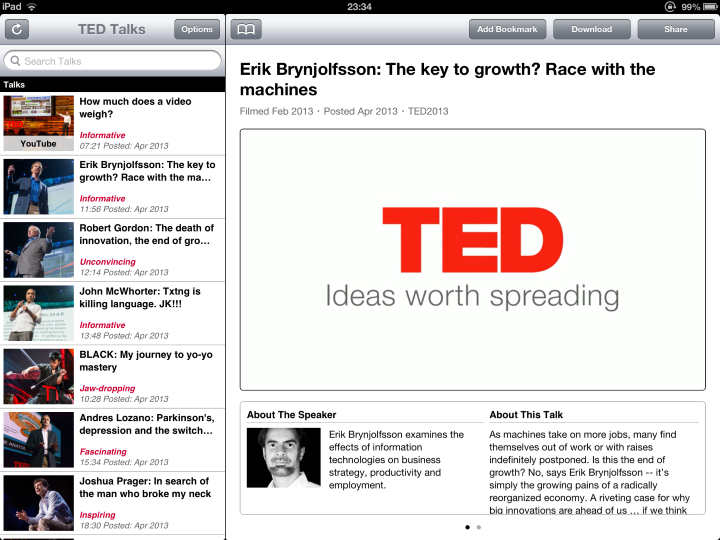 iPad
23:34
99%
TED Talks
Options
Search Talks
Talks
How much does a video
weigh?
Informative
07:21 Posted: Apr 2013
YouTube
Erik Brynjolfsson: The key to
growth? Race with the ma...
Informative
11:56 Posted: Apr 2013
Robert Gordon: The death of
innovation, the end of gro...
Unconvincing
12:14 Posted: Apr 2013
John McWhorter: Txtng is
killing language. JK!!!
Informative
13:48 Posted: Apr 2013
BLACK: My journey to yo-yo
mastery
Jaw-dropping
10:28 Posted: Apr 2013
Andres Lozano: Parkinson's,
depression and the switch...
Fascinating
15:34 Posted: Apr 2013
Joshua Prager: In search of
the man who broke my neck
Inspiring
18:30 Posted: Apr 2013
Add Bookmark
Download
Share
Erik Brynjolfsson: The key to growth? Race with the
machines
Filmed Feb 2013 · Posted Apr 2013 · TED2013
TED
Ideas worth spreading
About The Speaker
Erik Brynjolfsson examines the
effects of information
technologies on business
strategy, productivity and
employment.
About This Talk
As machines take on more jobs, many find
themselves out of work or with raises
indefinitely postponed. Is this the end of
growth? No, says Erik Brynjolfsson -- it's
simply the growing pains of a radically
reorganized economy. A riveting case for why
big innovations are ahead of us ... if we think